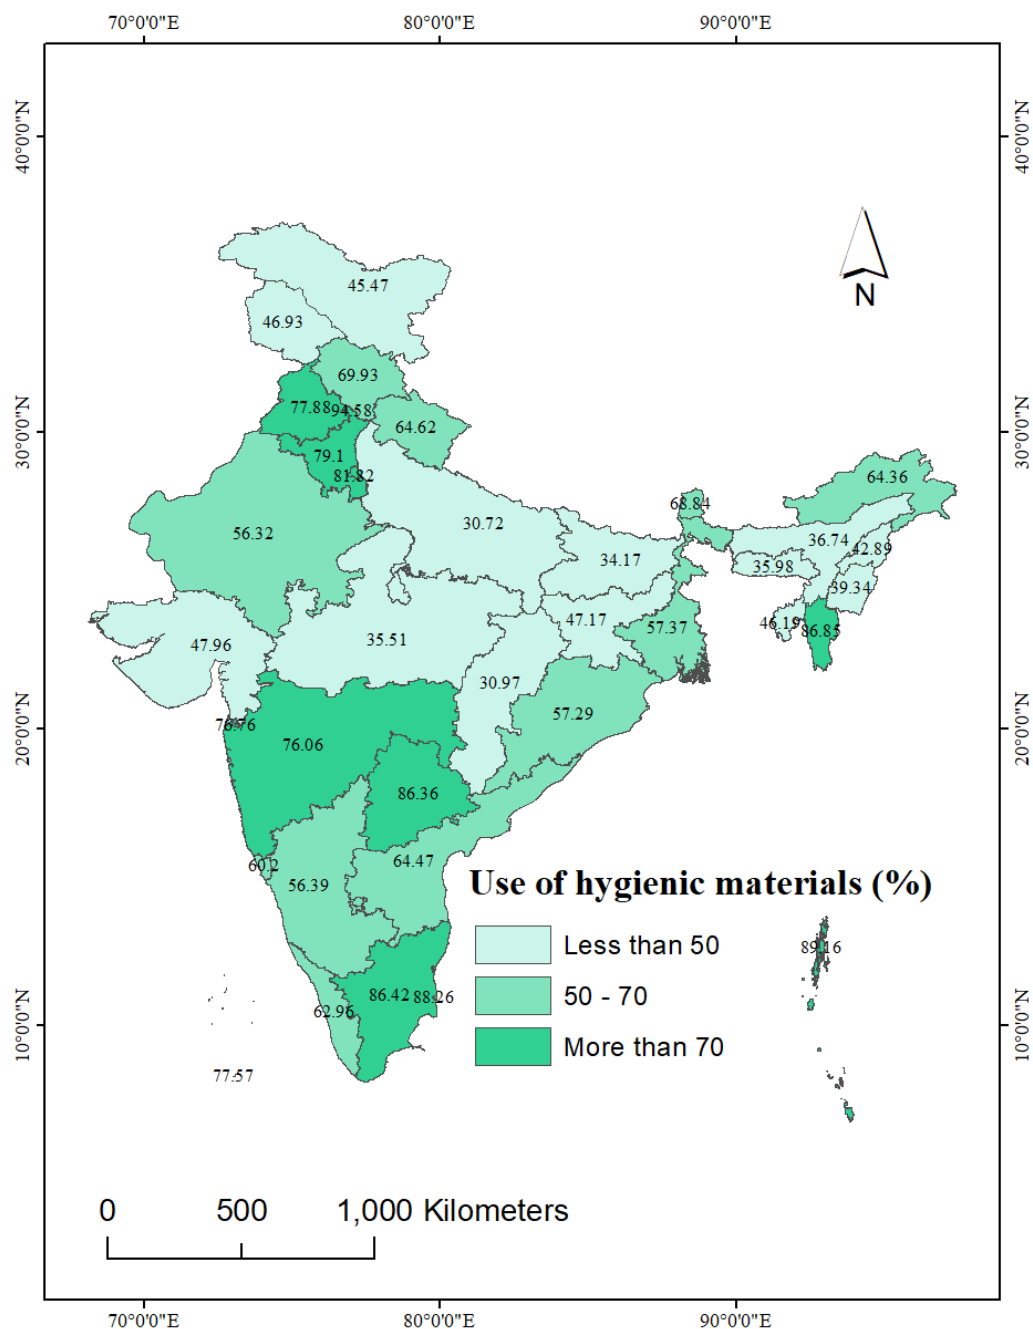 70°0'0"E 80°0'0"E 90°0'0"E
40°0'0"N 40°0'0"N
N
45.47
46.93
69.93
77.88 94.58
64.62
30°0'0"N 30°0'0"N
79.1
81.82
64.36
68.84
56.32
30.72
36.74
42.89
34.17
35.98
39.34
47.17
46.19
57.37
86.85
47.96
35.51
30.97
57.29
76.76
20°0'0"N 20°0'0"N
76.06
86.36
60.2
64.47
56.39
Use of hygienic materials (%)
Less than 50
50 - 70
More than 70
89.16
86.42 88.26
62.96
10°0'0"N 10°0'0"N
77.57
0 500 1,000 Kilometers
70°0'0"E 80°0'0"E 90°0'0"E